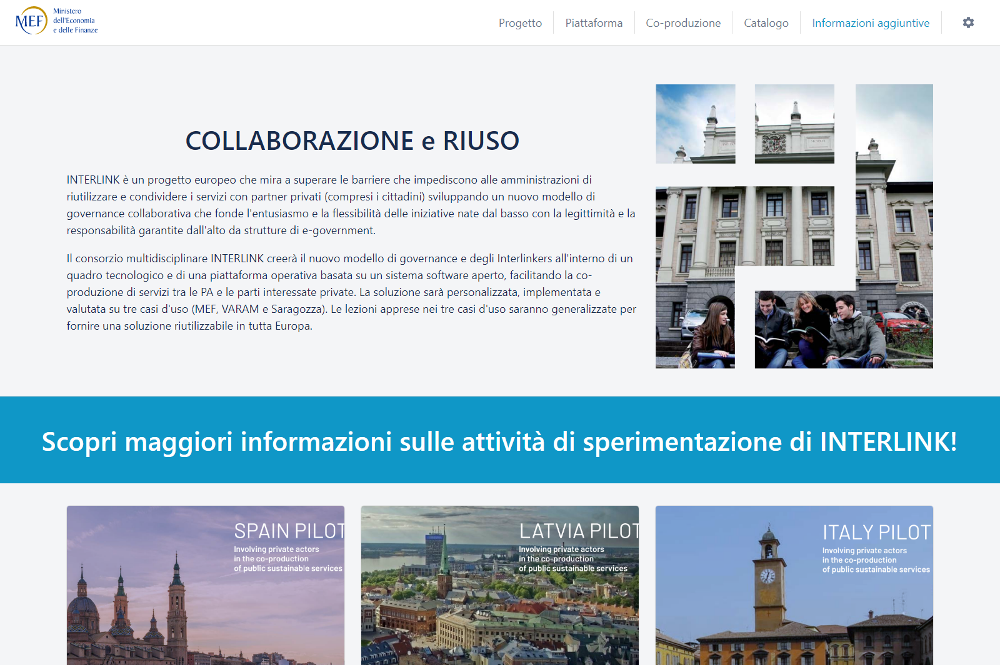 MEF
Ministero
dell'Economia
e delle Finanze
Progetto
Piattaforma
Co-produzione
Catalogo
Informazioni aggiuntive
COLLABORAZIONE e RIUSO
INTERLINK è un progetto europeo che mira a superare le barriere che impediscono alle amministrazioni di
riutilizzare e condividere i servizi con partner privati (compresi i cittadini) sviluppando un nuovo modello di
governance collaborativa che fonde l'entusiasmo e la flessibilità delle iniziative nate dal basso con la legittimità e la
responsabilità garantite dall'alto da strutture di e-government.
Il consorzio multidisciplinare INTERLINK creerà il nuovo modello di governance e degli Interlinkers all'interno di un
quadro tecnologico e di una piattaforma operativa basata su un sistema software aperto, facilitando la co-
produzione di servizi tra le PA e le parti interessate private. La soluzione sarà personalizzata, implementata e
valutata su tre casi d'uso (MEF, VARAM e Saragozza). Le lezioni apprese nei tre casi d'uso saranno generalizzate per
fornire una soluzione riutilizzabile in tutta Europa.
Scopri maggiori informazioni sulle attività di sperimentazione di INTERLINK!
SPAIN PILOT
Involving private actors
in the co-production
of public sustainable services
LATVIA PILOT
Involving private actors
in the co-production
of public sustainable services
ITALY PILOT
Involving private actors
in the co-production
of public sustainable services